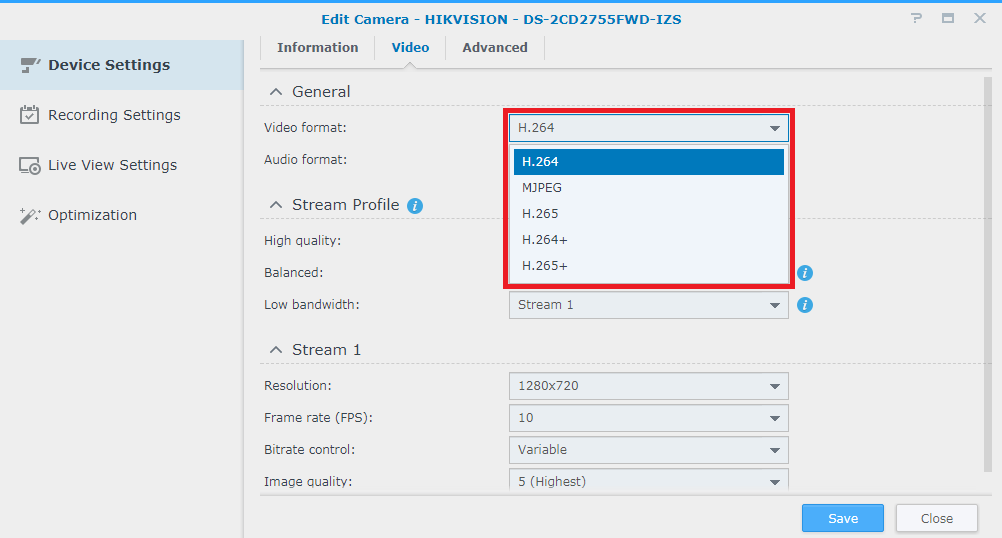 Edit Camera - HIKVISION - DS-2CD2755FWD-IZS
?
Device Settings
Recording Settings
Live View Settings
Optimization
Information Video Advanced
General
Video format: H.264
H.264
MJPEG
H.265
H.264+
H.265+
Audio format:
Stream Profile i
High quality:
Balanced: i
Low bandwidth: Stream 1 i
Stream 1
Resolution: 1280x720
Frame rate (FPS): 10
Bitrate control: Variable
Image quality: 5 (Highest)
Save Close